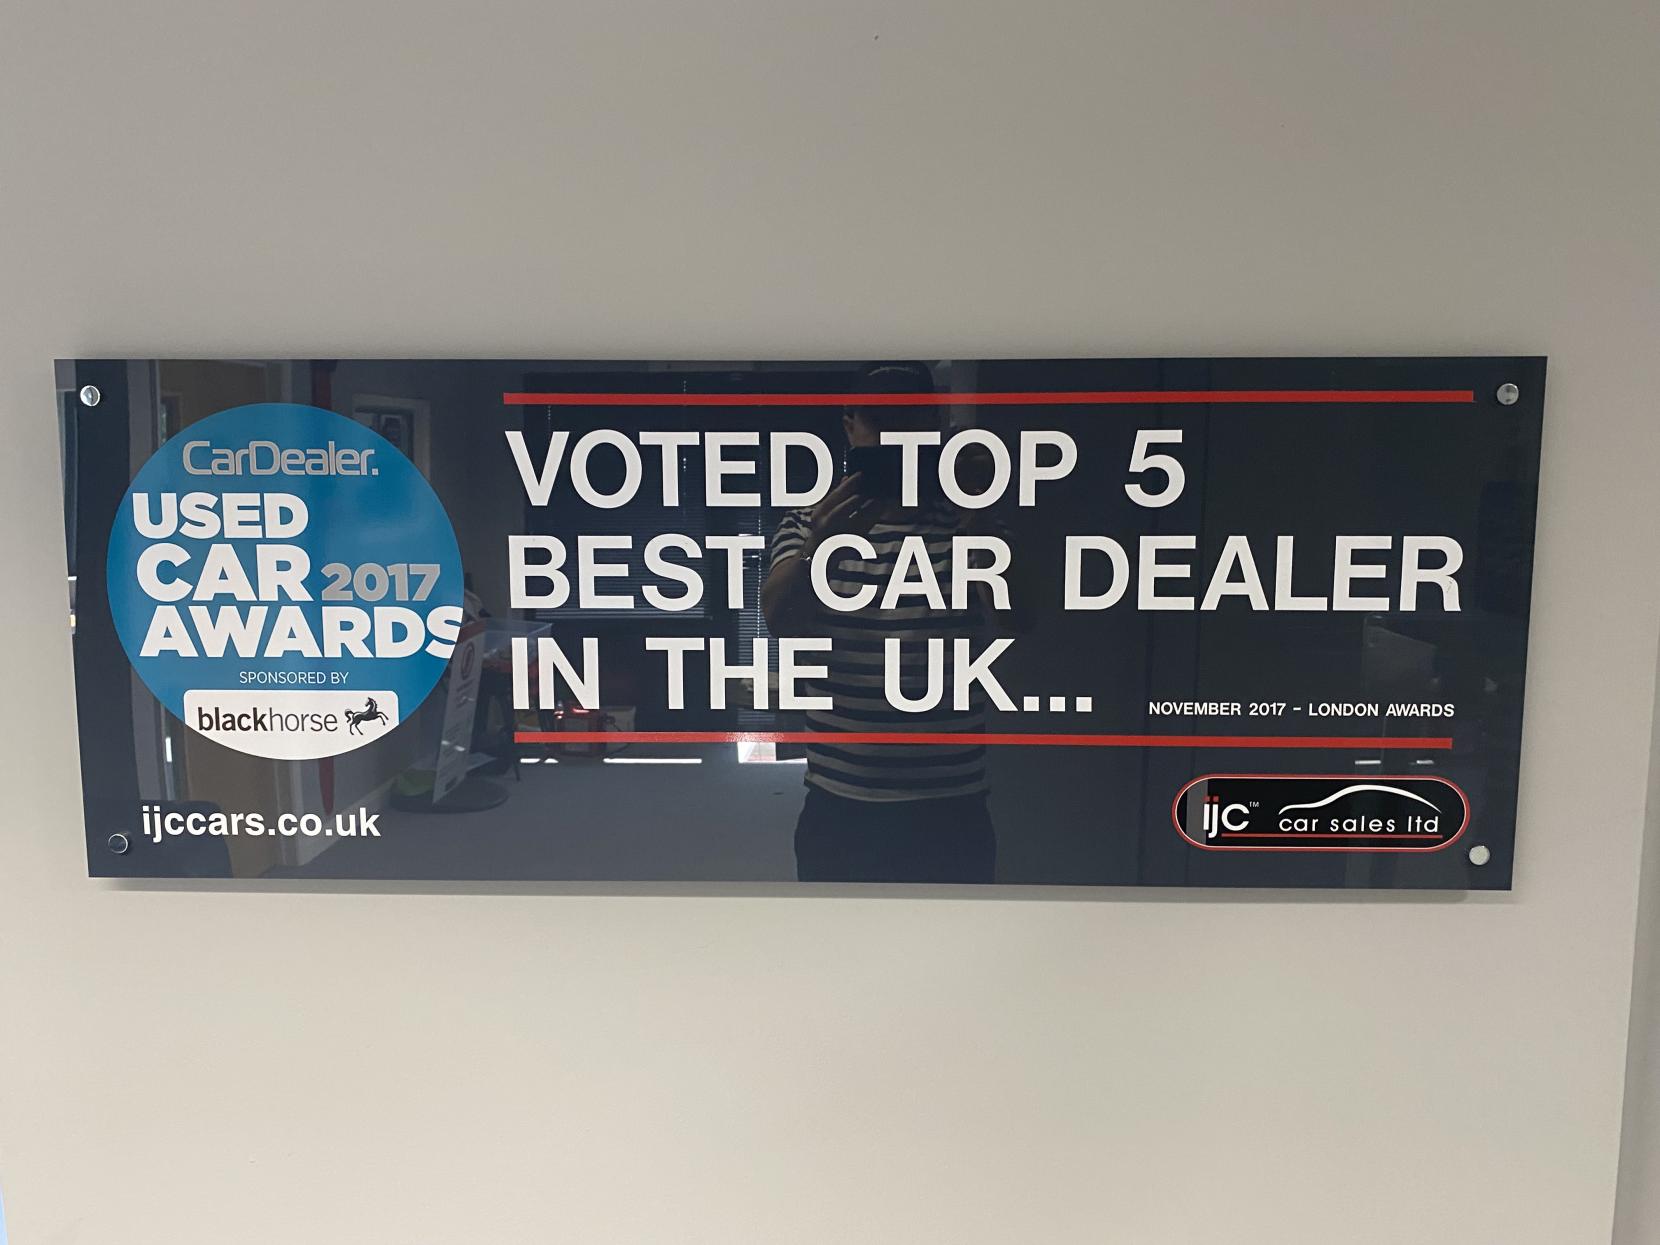 CarDealer.
USED
CAR 2017
AWARDS
SPONSORED BY
blackhorse
ijccars.co.uk
VOTED TOP 5
BEST CAR DEALER
IN THE UK...
NOVEMBER 2017 - LONDON AWARDS
ijc™ car sales ltd